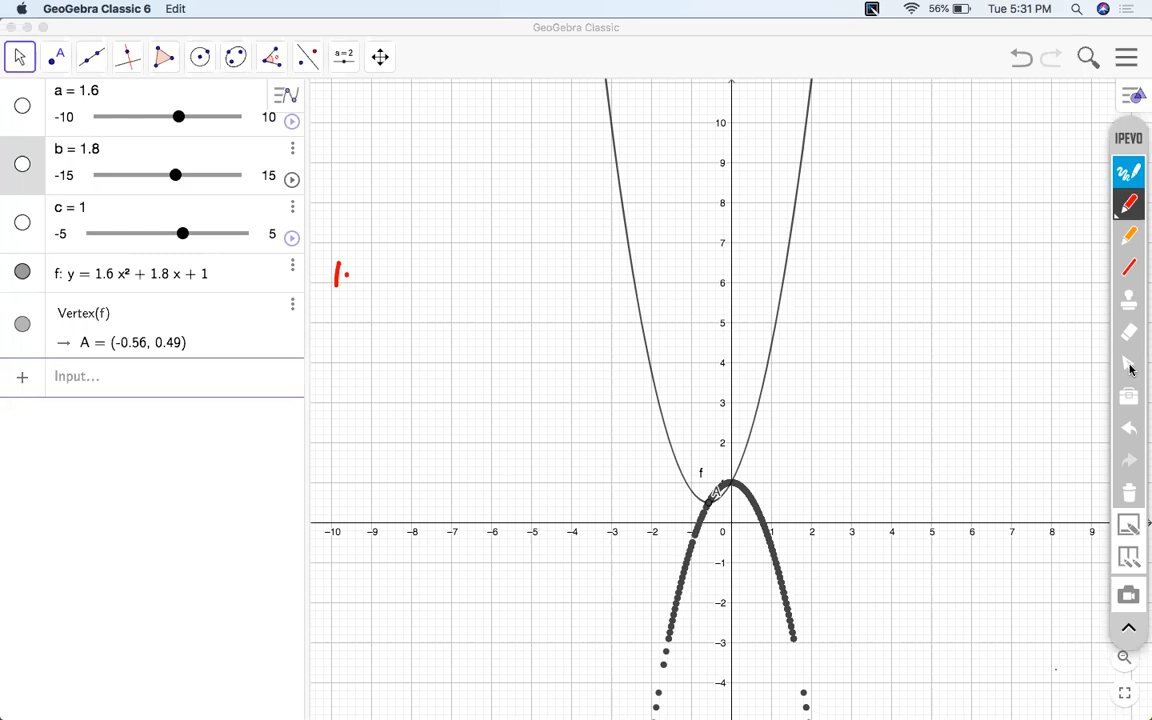 GeoGebra Classic 6 Edit 56% Tue 5:31 PM
GeoGebra Classic
A a=2
a = 1.6
-10 10
b = 1.8
-15 15
c = 1
-5 5
f: y = 1.6 x² + 1.8 x + 1
Vertex(f)
→ A = (-0.56, 0.49)
+ Input...
IPEVO
10
9
8
7
6
5
4
3
2
f
A
-10 -9 -8 -7 -6 -5 -4 -3 -2 -1 0 1 2 3 4 5 6 7 8 9
-1
-2
-3
-4